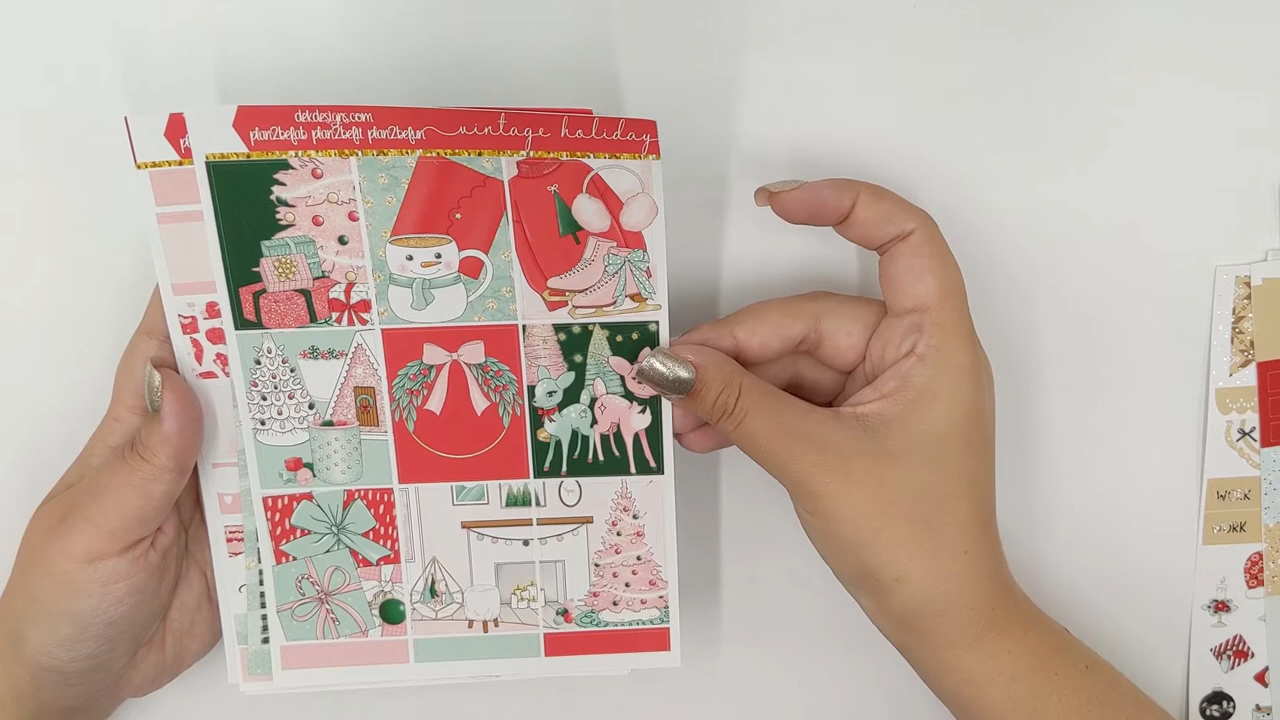 dekdesigns.com
plan2befab plan2befit plan2befun
vintage holiday
WORK
WORK